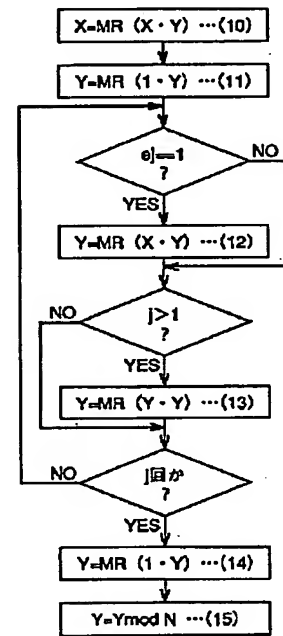 X=MR (X・Y) …(10)
Y=MR (1・Y) …(11)
ej==1
?
NO
YES
Y=MR (X・Y) …(12)
j>1
?
NO
YES
Y=MR (Y・Y) …(13)
j回か
?
NO
YES
Y=MR (1・Y) …(14)
Y=Ymod N …(15)